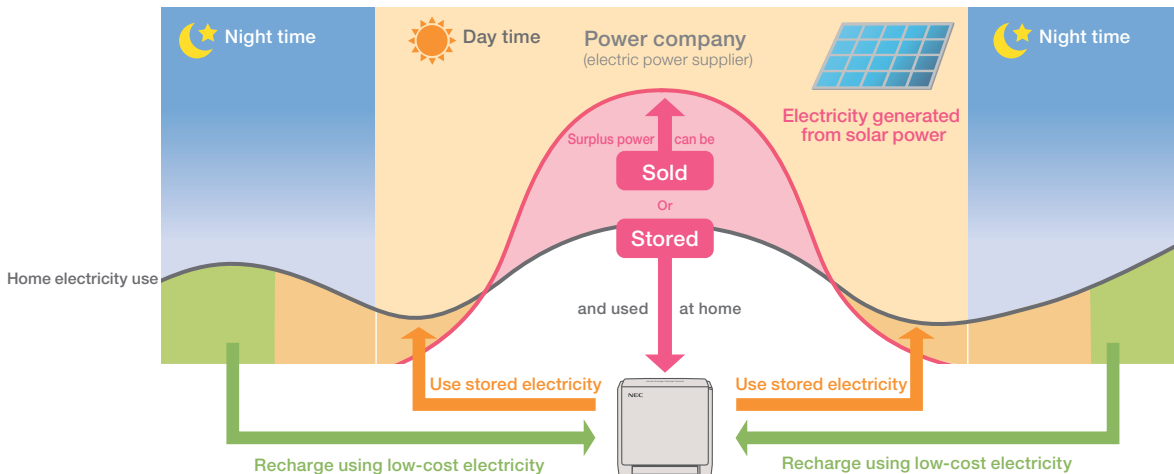 Night time
Day time
Power company
(electric power supplier)
Night time
Electricity generated
from solar power
Surplus power can be
Sold
Or
Stored
Home electricity use
and used at home
Use stored electricity
Use stored electricity
NEC
Recharge using low-cost electricity
Recharge using low-cost electricity